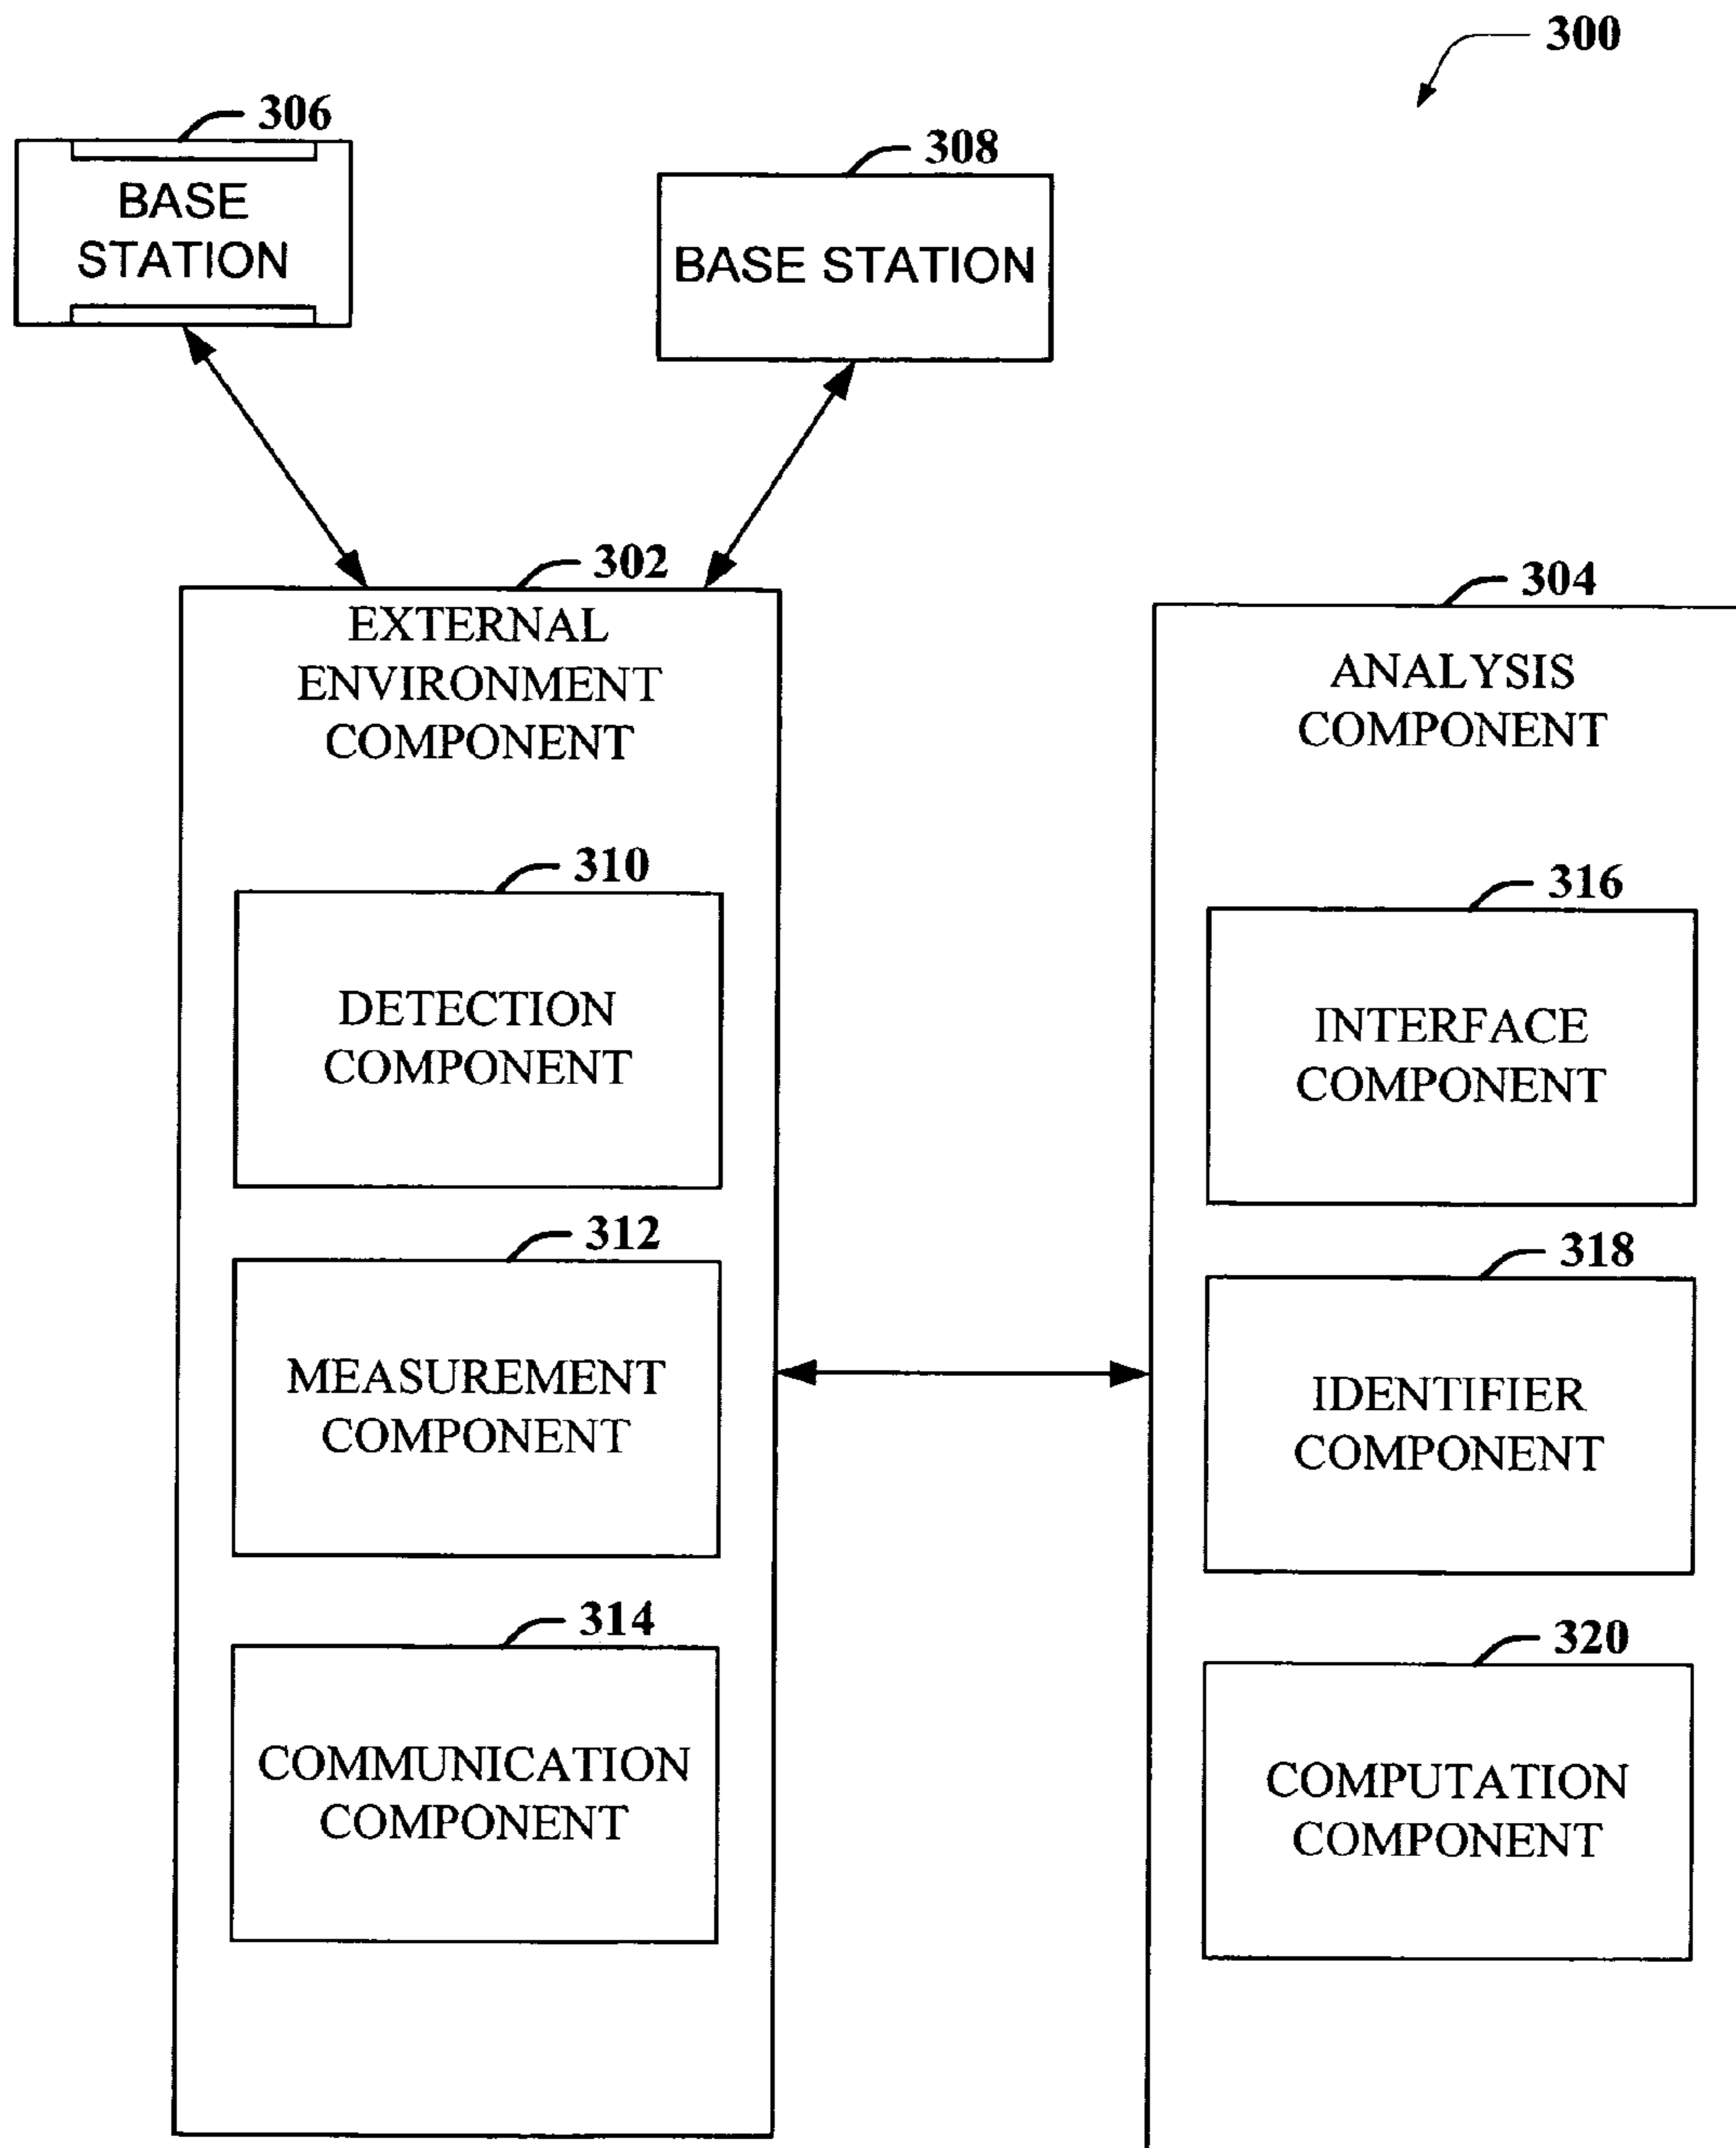 300
306
BASE
STATION
308
BASE STATION
302
EXTERNAL
ENVIRONMENT
COMPONENT
310
DETECTION
COMPONENT
312
MEASUREMENT
COMPONENT
314
COMMUNICATION
COMPONENT
304
ANALYSIS
COMPONENT
316
INTERFACE
COMPONENT
318
IDENTIFIER
COMPONENT
320
COMPUTATION
COMPONENT